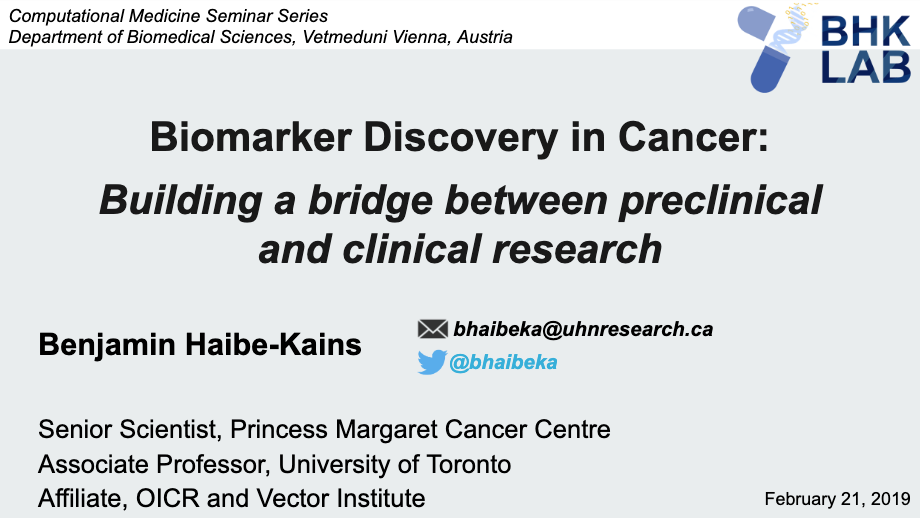 Computational Medicine Seminar Series
Department of Biomedical Sciences, Vetmeduni Vienna, Austria
BHK
LAB
Biomarker Discovery in Cancer:
Building a bridge between preclinical
and clinical research
Benjamin Haibe-Kains
bhaibeka@uhnresearch.ca
@bhaibeka
Senior Scientist, Princess Margaret Cancer Centre
Associate Professor, University of Toronto
Affiliate, OICR and Vector Institute
February 21, 2019